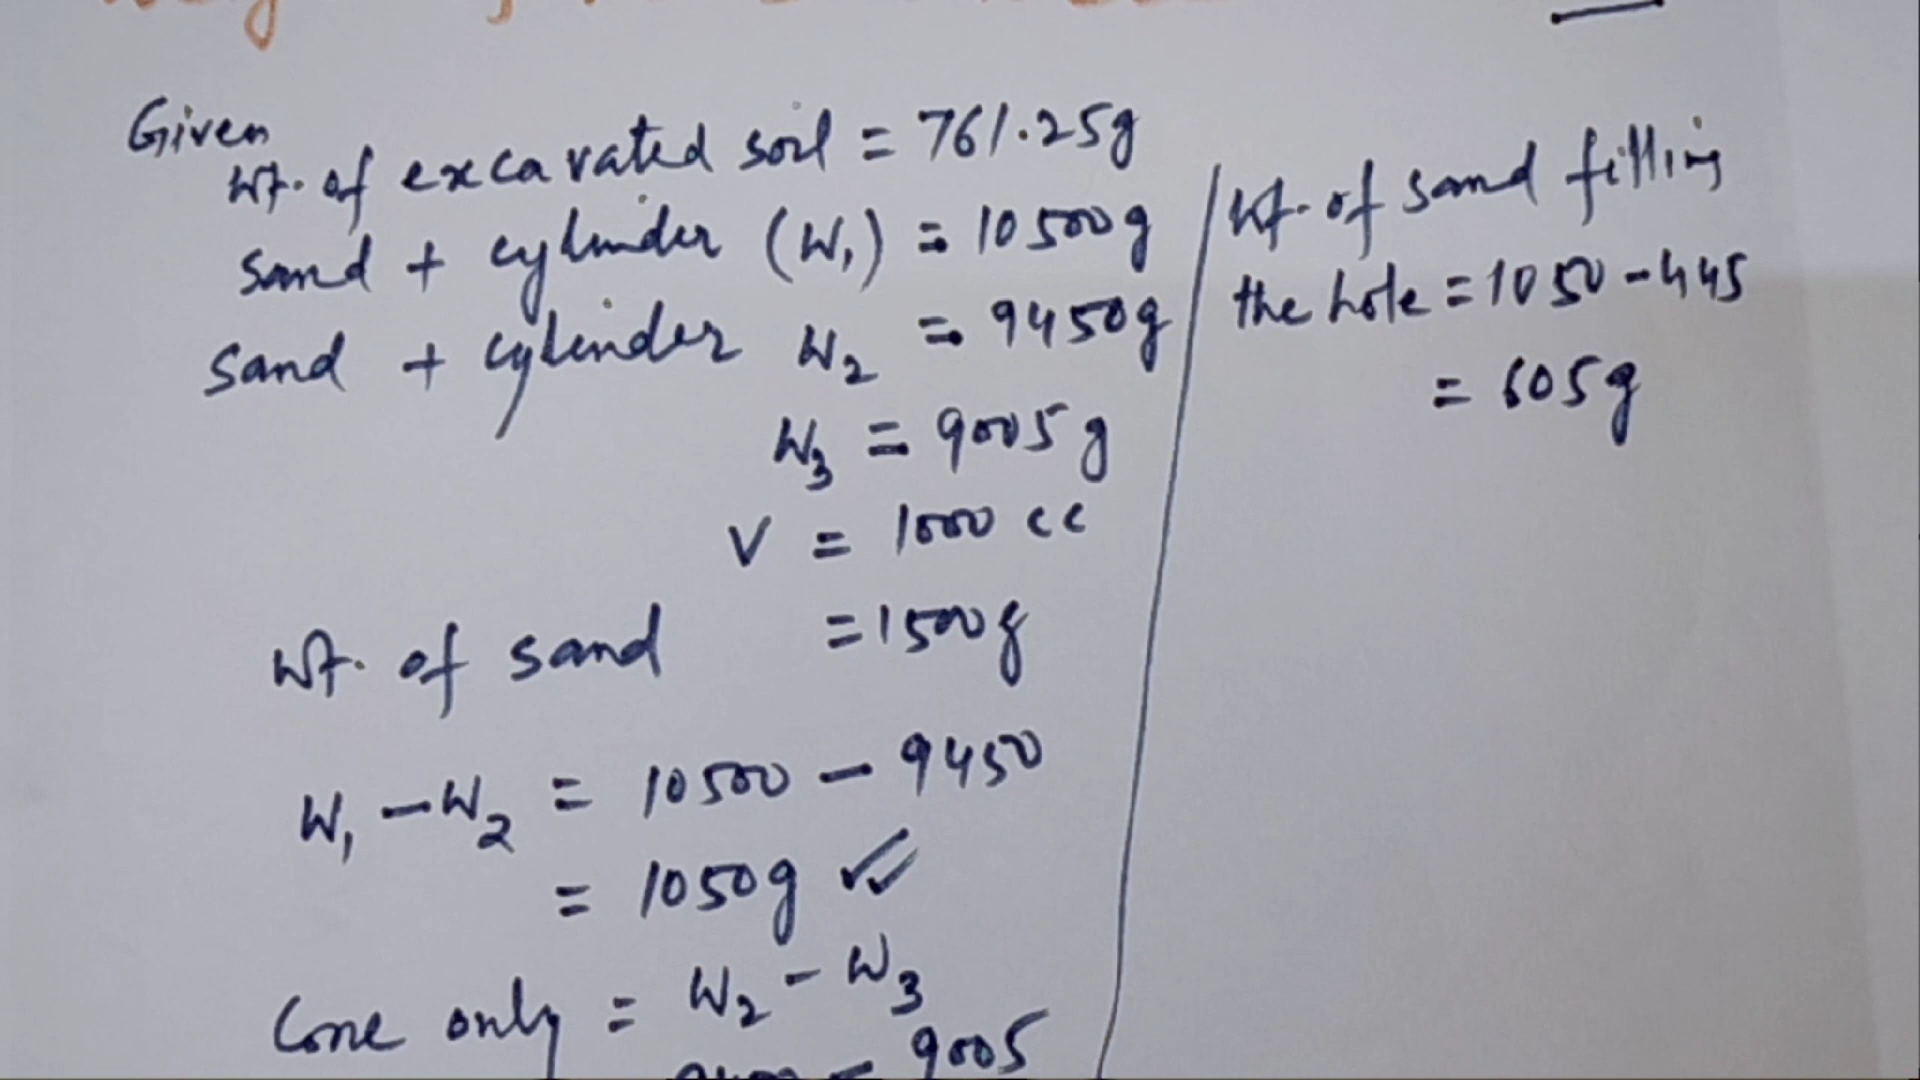 Given
wt. of excavated soil = 761.25g
sand + cylinder (W₁) = 10500g
sand + cylinder W₂ = 9450g
W₃ = 9005g
V = 1000 cc
wt. of sand = 1500g
W₁ - W₂ = 10500 - 9450
= 1050g
Cone only = W₂ - W₃
- 9005
wt. of sand filling
the hole = 1050 - 445
= 605g